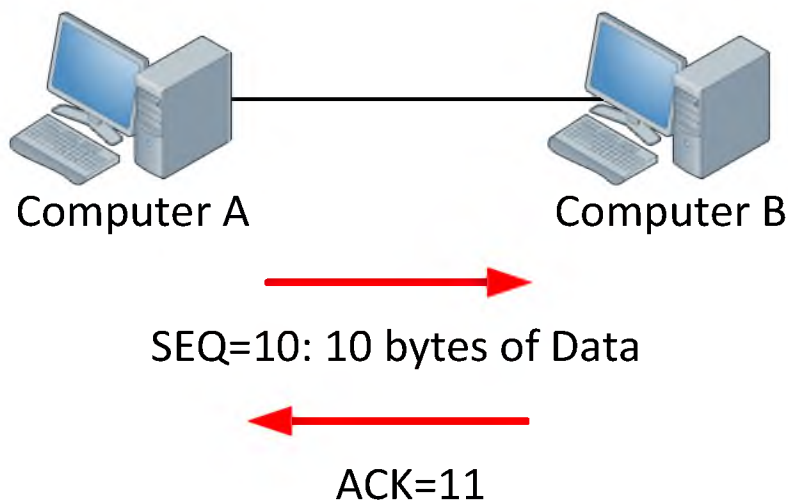 Computer A
Computer B
SEQ=10: 10 bytes of Data
ACK=11